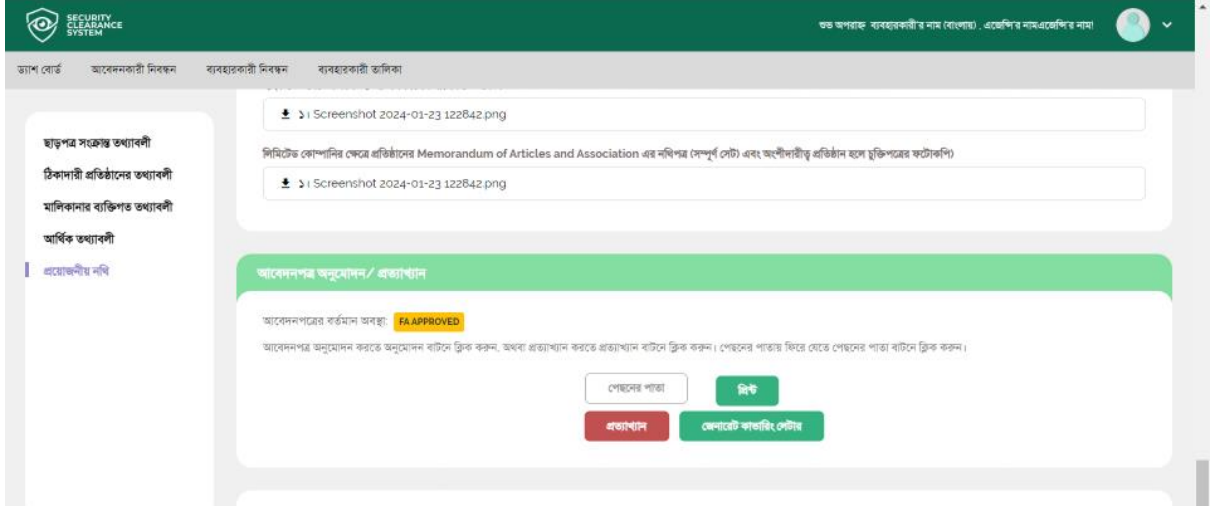 SECURITY
CLEARANCE
SYSTEM
শুভ অপরাহ্ন ব্যবহারকারী'র নাম (বাংলায়) , এজেন্সি'র নামএজেন্সি'র নাম!
ড্যাশ বোর্ড আবেদনকারী নিবন্ধন ব্যবহারকারী নিবন্ধন ব্যবহারকারী তালিকা
ছাড়পত্র সংক্রান্ত তথ্যাবলী
ঠিকাদারী প্রতিষ্ঠানের তথ্যাবলী
মালিকানার ব্যক্তিগত তথ্যাবলী
আর্থিক তথ্যাবলী
প্রয়োজনীয় নথি
১। Screenshot 2024-01-23 122842.png
লিমিটেড কোম্পানির ক্ষেত্রে প্রতিষ্ঠানের Memorandum of Articles and Association এর নথিপত্র (সম্পূর্ণ সেট) এবং অংশীদারীত্ব প্রতিষ্ঠান হলে চুক্তিপত্রের ফটোকপি)
১। Screenshot 2024-01-23 122842.png
আবেদনপত্র অনুমোদন/ প্রত্যাখ্যান
আবেদনপত্রের বর্তমান অবস্থা: FA APPROVED
আবেদনপত্র অনুমোদন করতে অনুমোদন বাটনে ক্লিক করুন, অথবা প্রত্যাখ্যান করতে প্রত্যাখ্যান বাটনে ক্লিক করুন। পেছনের পাতায় ফিরে যেতে পেছনের পাতা বাটনে ক্লিক করুন।
পেছনের পাতা প্রিন্ট
প্রত্যাখ্যান জেনারেট কাভারিং লেটার